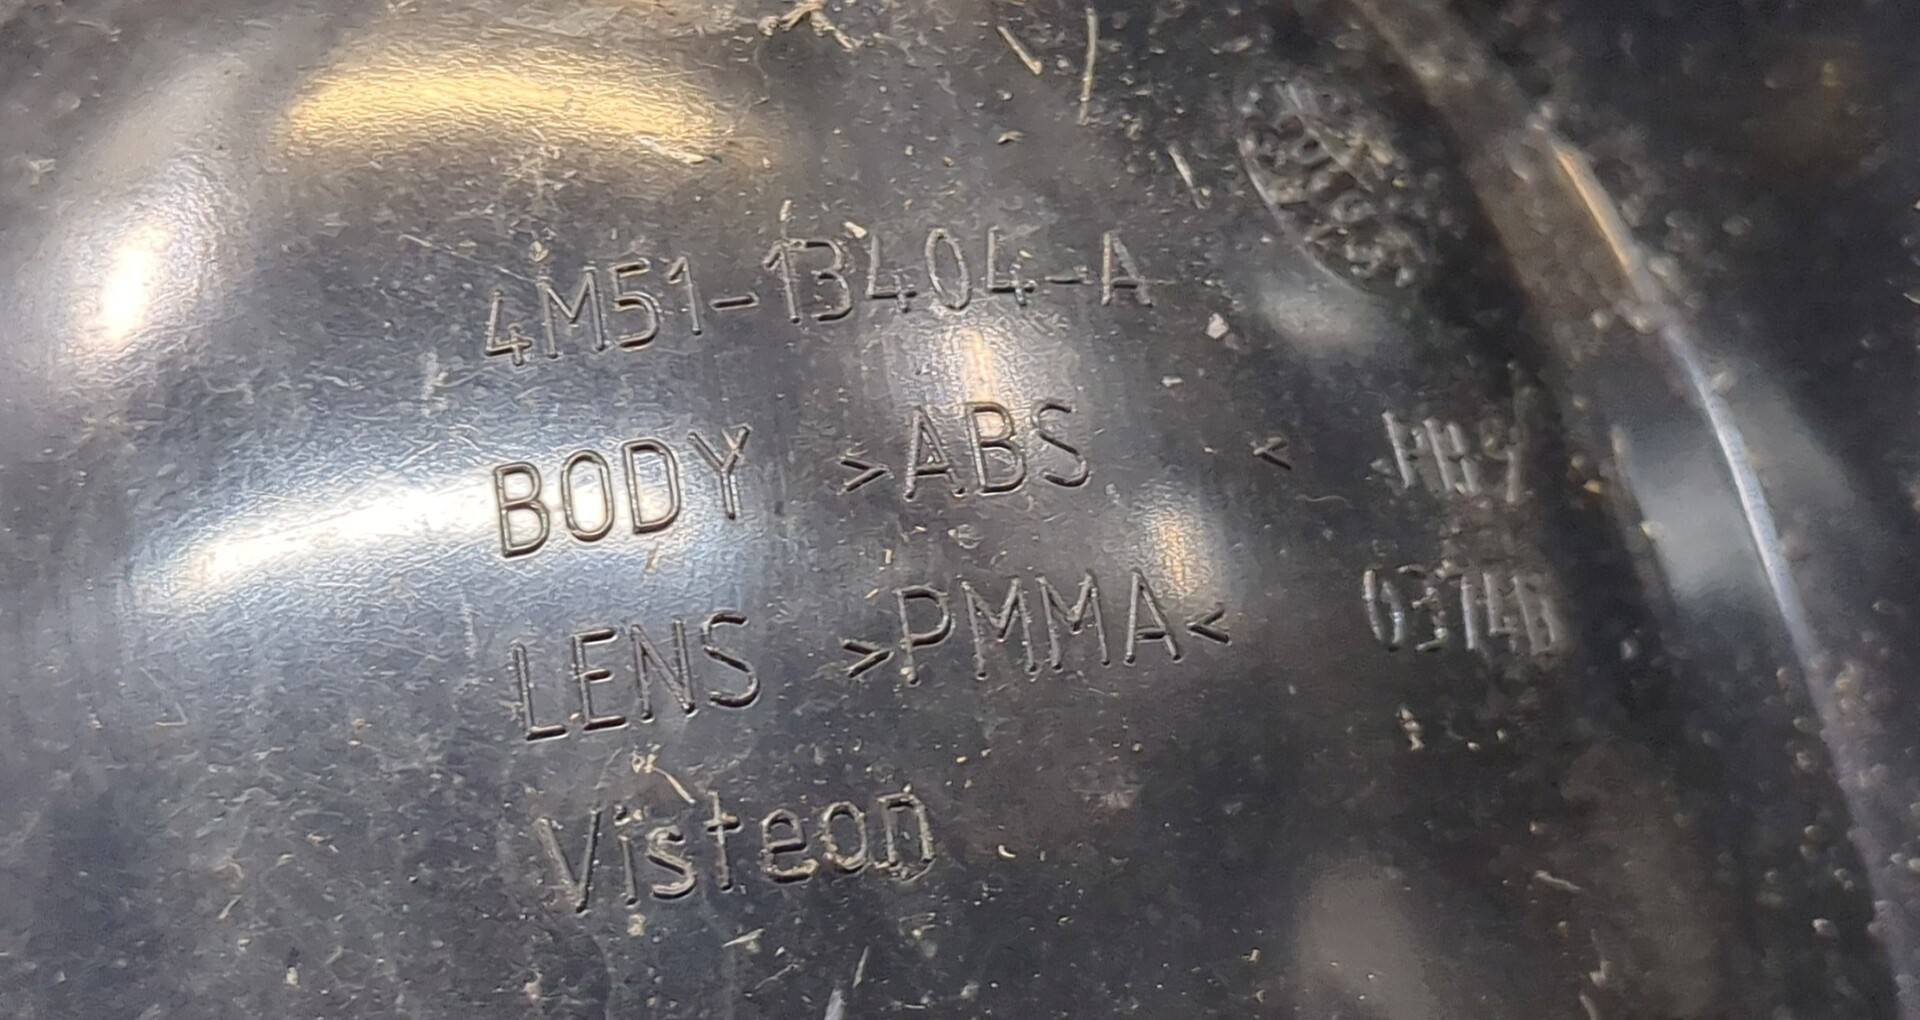 4M51-13404-A
BODY >ABS <
LENS >PMMA<
Visteon